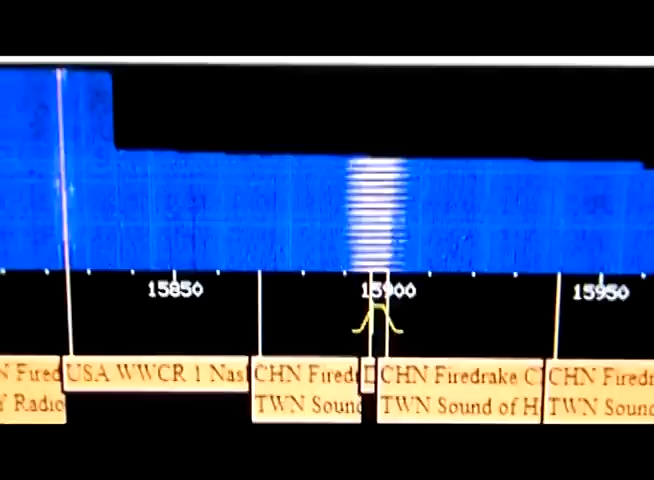 15850
15900
15950
N Fired
Y Radio
USA WWCR 1 Nas
CHN Fired
TWN Sound
D
CHN Firedrake C
TWN Sound of H
CHN Firedr
TWN Sound